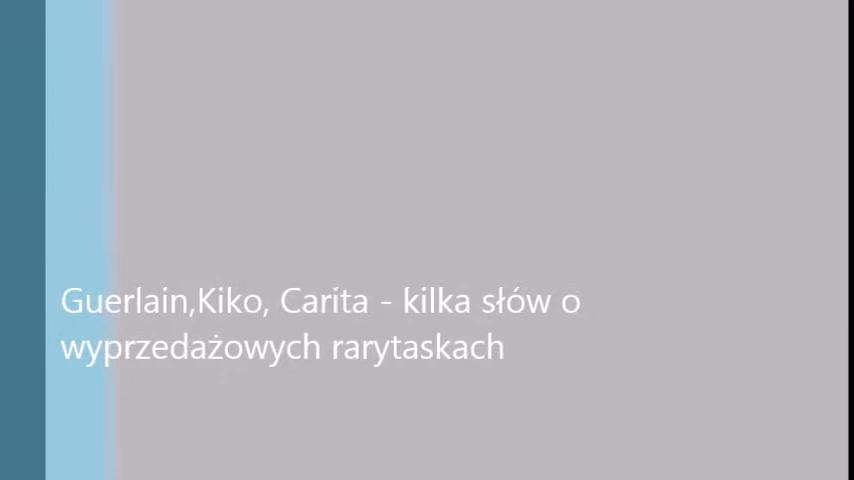 Guerlain,Kiko, Carita - kilka słów o
wyprzedażowych rarytaskach